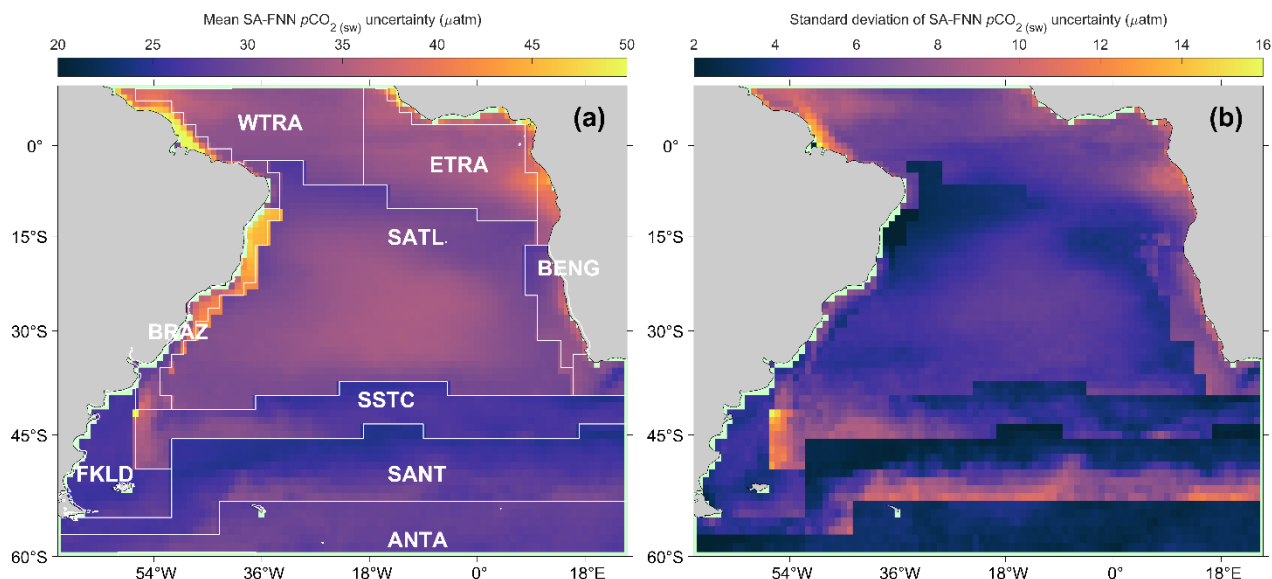 Mean SA-FNN pCO2 (sw) uncertainty (μatm)
20 25 30 35 40 45 50
Standard deviation of SA-FNN pCO2 (sw) uncertainty (μatm)
2 4 6 8 10 12 14 16
(a)
(b)
WTRA
ETRA
SATL
BENG
BRAZ
SSTC
FKLD
SANT
ANTA
0°
15°S
30°S
45°S
60°S
54°W 36°W 18°W 0° 18°E
0°
15°S
30°S
45°S
60°S
54°W 36°W 18°W 0° 18°E